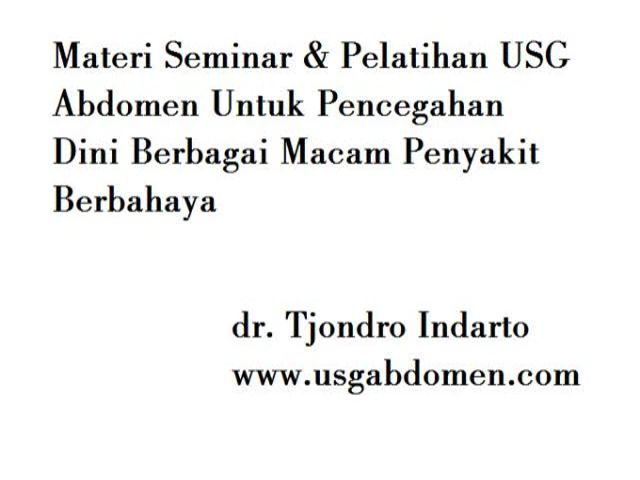 Materi Seminar & Pelatihan USG
Abdomen Untuk Pencegahan
Dini Berbagai Macam Penyakit
Berbahaya
dr. Tjondro Indarto
www.usgabdomen.com